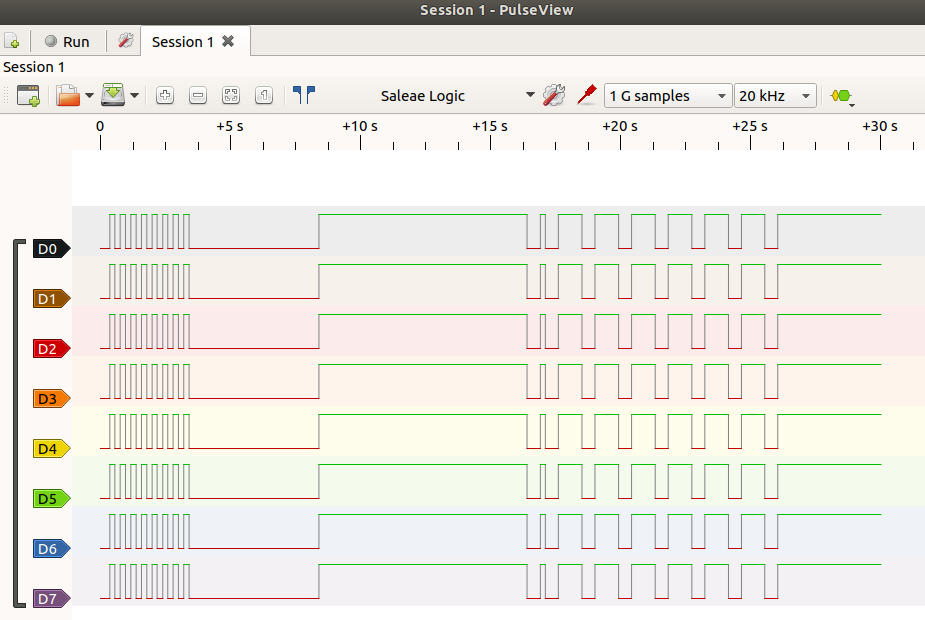 Session 1 - PulseView
Run
Session 1
Session 1
Saleae Logic 1 G samples 20 kHz
0 +5 s +10 s +15 s +20 s +25 s +30 s
D0
D1
D2
D3
D4
D5
D6
D7